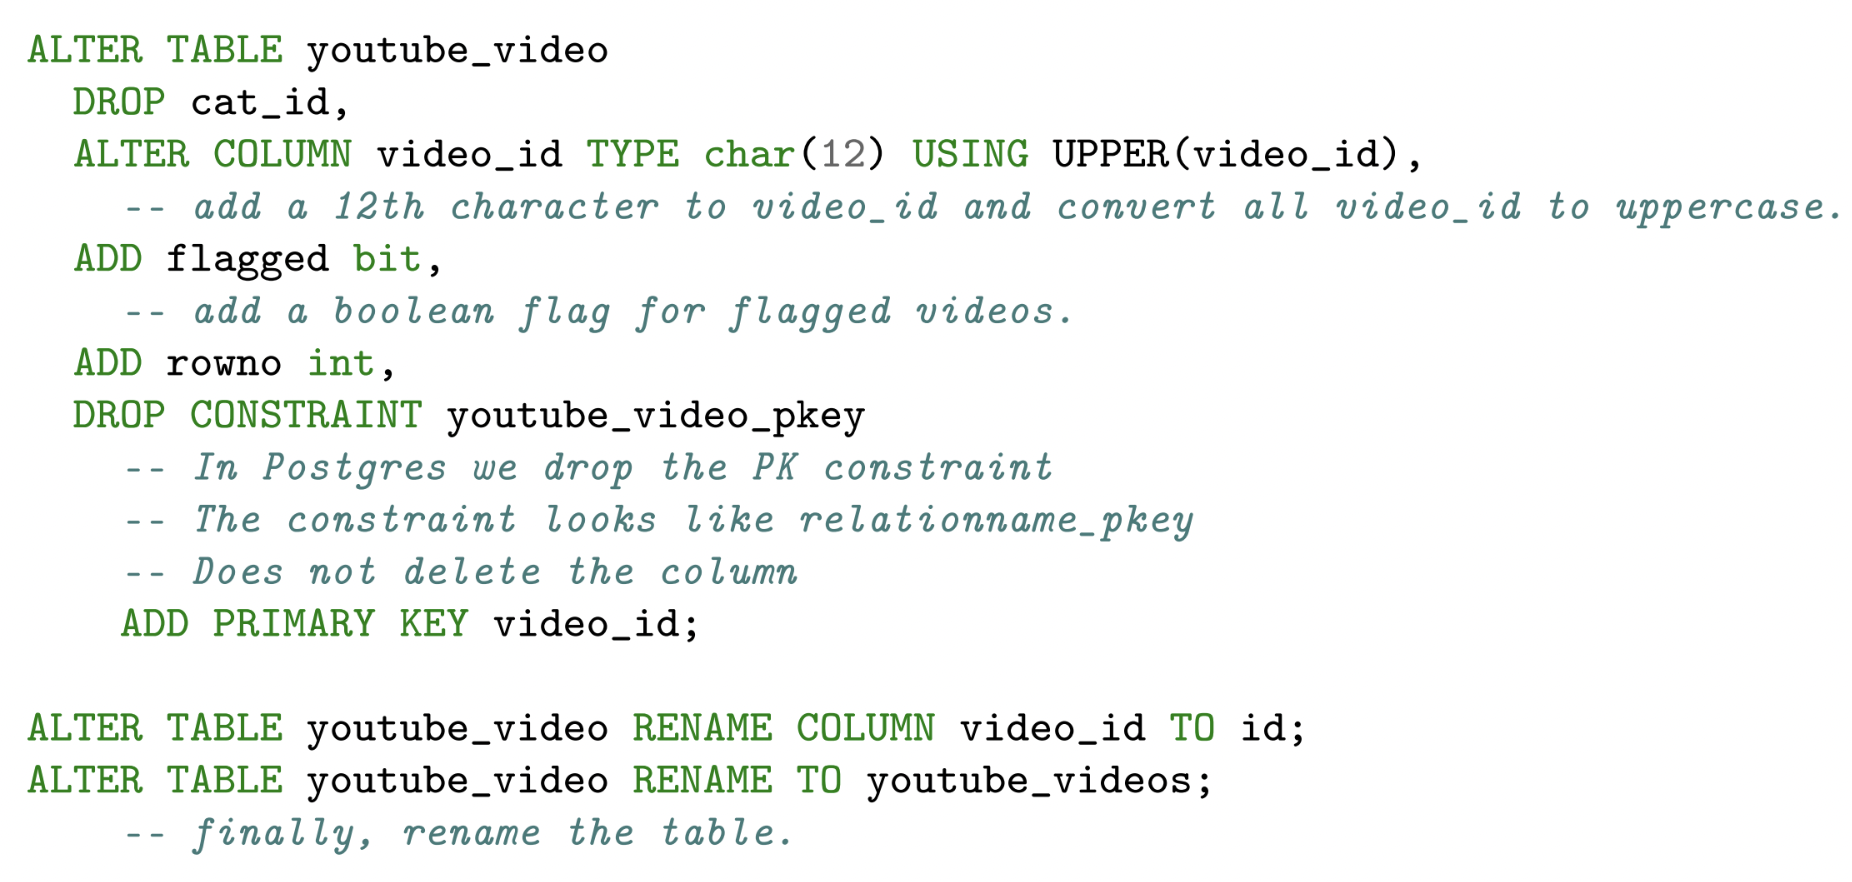 ALTER TABLE youtube_video
  DROP cat_id,
  ALTER COLUMN video_id TYPE char(12) USING UPPER(video_id),
    -- add a 12th character to video_id and convert all video_id to uppercase.
  ADD flagged bit,
    -- add a boolean flag for flagged videos.
  ADD rowno int,
  DROP CONSTRAINT youtube_video_pkey
    -- In Postgres we drop the PK constraint
    -- The constraint looks like relationname_pkey
    -- Does not delete the column
    ADD PRIMARY KEY video_id;

ALTER TABLE youtube_video RENAME COLUMN video_id TO id;
ALTER TABLE youtube_video RENAME TO youtube_videos;
    -- finally, rename the table.